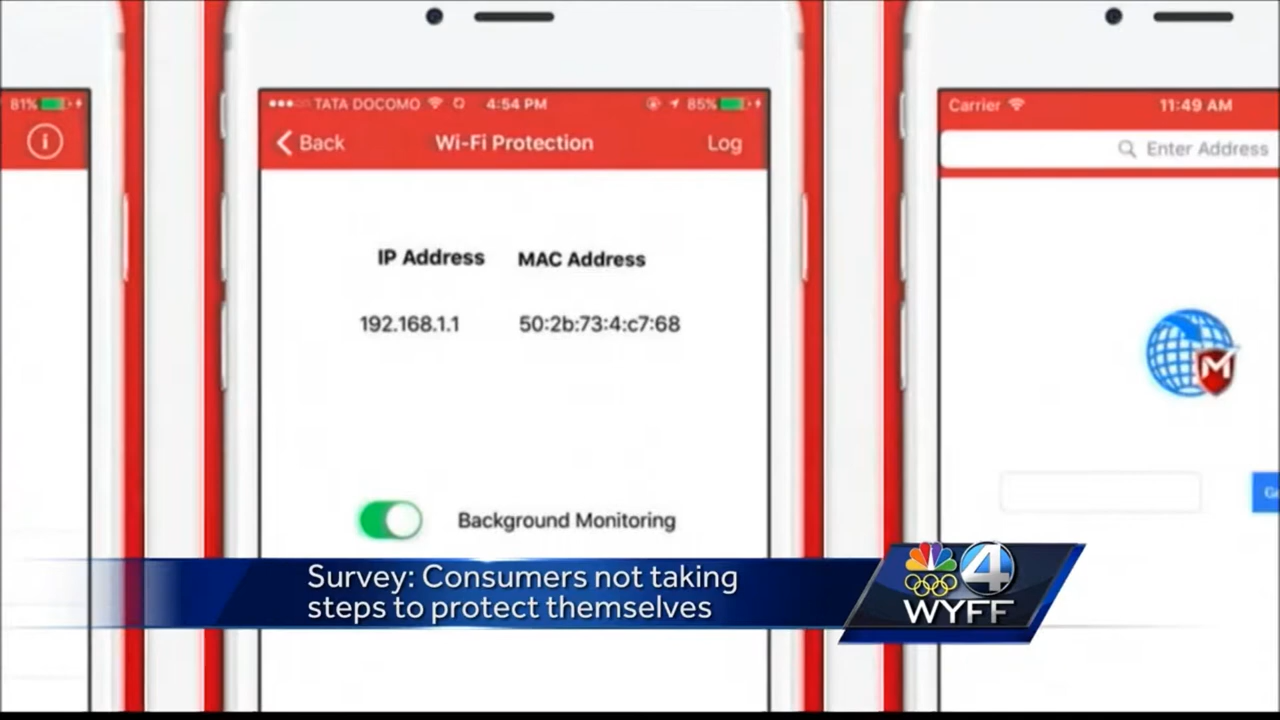 81%
TATA DOCOMO 4:54 PM 85%
Back Wi-Fi Protection Log
IP Address MAC Address
192.168.1.1 50:2b:73:4:c7:68
Background Monitoring
Carrier 11:49 AM
Enter Address
M
Survey: Consumers not taking
steps to protect themselves
4
WYFF